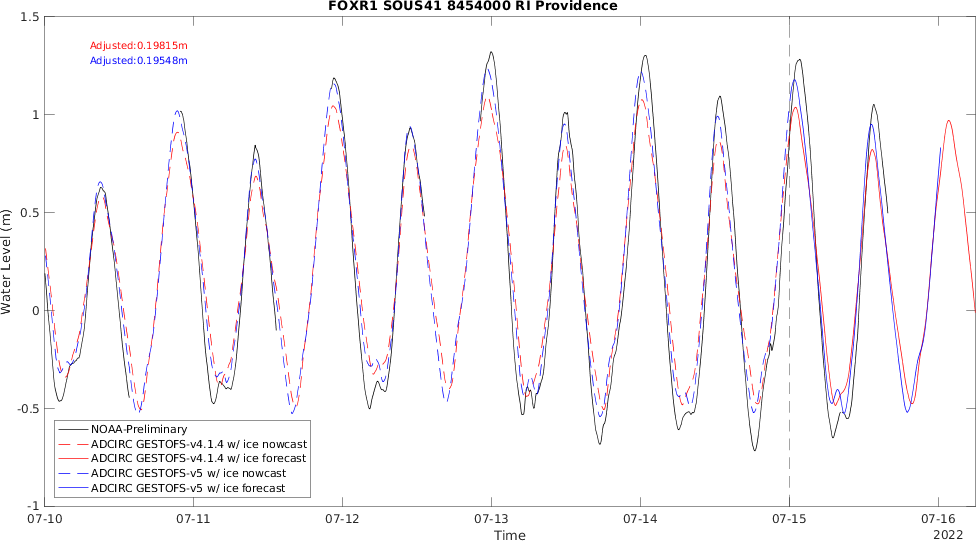 FOXR1 SOUS41 8454000 RI Providence
1.5
1
0.5
0
-0.5
-1
Water Level (m)
Adjusted:0.19815m
Adjusted:0.19548m
NOAA-Preliminary
ADCIRC GESTOFS-v4.1.4 w/ ice nowcast
ADCIRC GESTOFS-v4.1.4 w/ ice forecast
ADCIRC GESTOFS-v5 w/ ice nowcast
ADCIRC GESTOFS-v5 w/ ice forecast
07-10 07-11 07-12 07-13 07-14 07-15 07-16
Time
2022